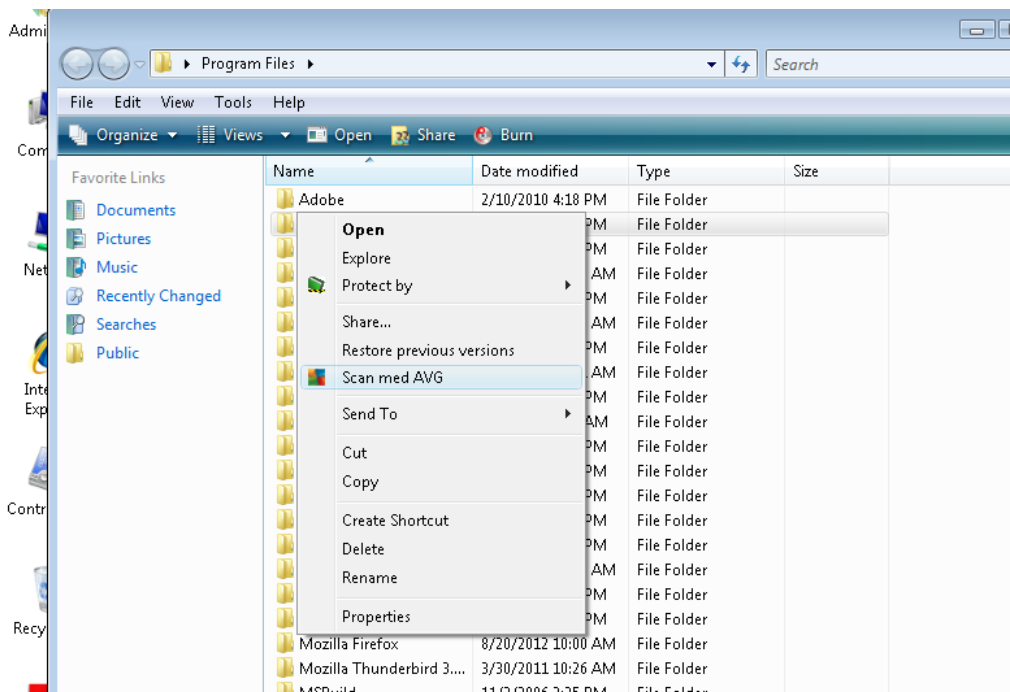 Admi
Program Files
Search
File Edit View Tools Help
Organize Views Open Share Burn
Com
Favorite Links
Name Date modified Type Size
Documents
Adobe 2/10/2010 4:18 PM File Folder
Pictures
Open PM File Folder
Explore PM File Folder
Net
Music
Protect by AM File Folder
Recently Changed
PM File Folder
Searches
Share... AM File Folder
Public
Restore previous versions PM File Folder
Scan med AVG AM File Folder
Inte
Exp
PM File Folder
Send To AM File Folder
PM File Folder
Cut PM File Folder
Copy PM File Folder
Contr
Create Shortcut PM File Folder
Delete PM File Folder
Rename AM File Folder
PM File Folder
Properties PM File Folder
Recy
Mozilla Firefox 8/20/2012 10:00 AM File Folder
Mozilla Thunderbird 3.... 3/30/2011 10:26 AM File Folder
MSBuild 11/2/2006 3:35 PM File Folder